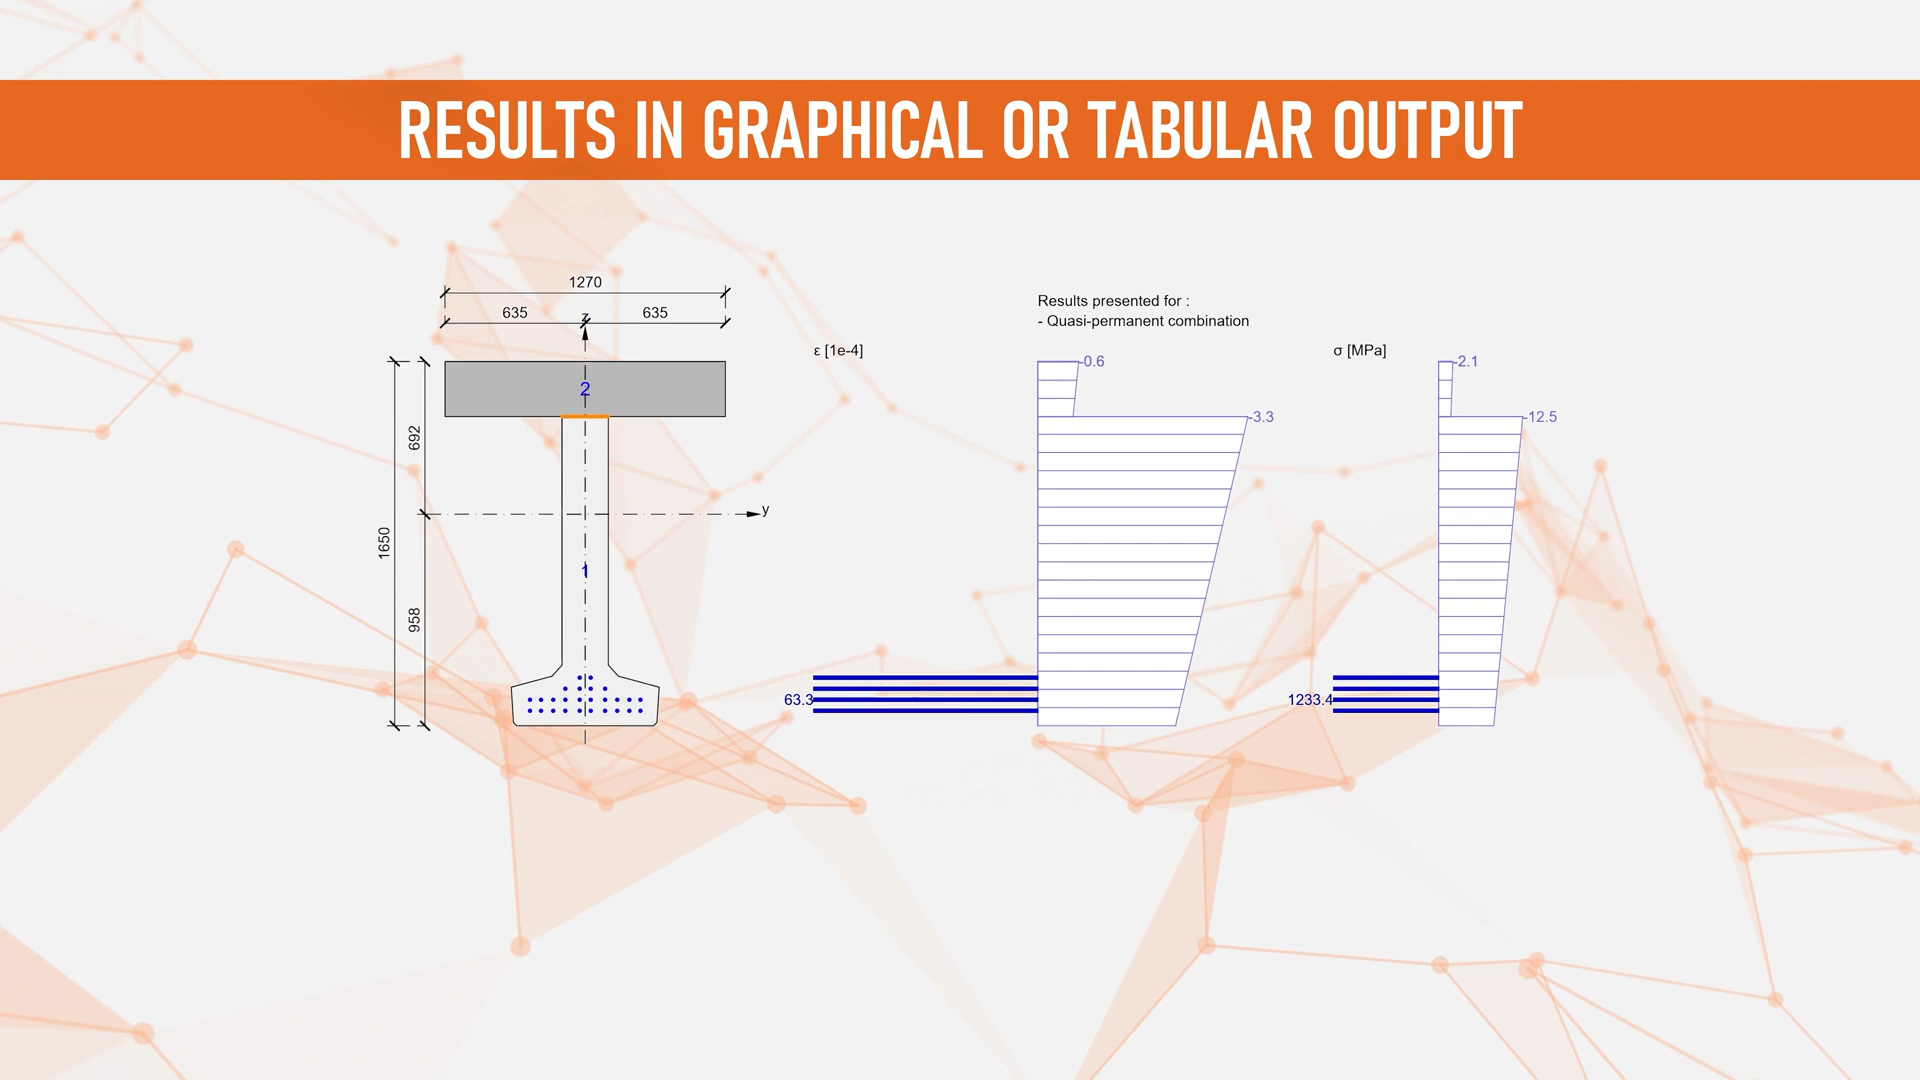 RESULTS IN GRAPHICAL OR TABULAR OUTPUT
1270
635
635
z
Results presented for :
- Quasi-permanent combination
ε [1e-4]
σ [MPa]
-0.6
-2.1
2
-3.3
-12.5
692
y
1650
1
958
63.3
1233.4